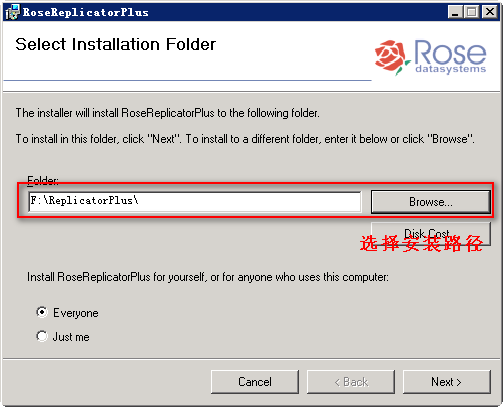 RoseReplicatorPlus
Select Installation Folder
Rose
datasystems
The installer will install RoseReplicatorPlus to the following folder.
To install in this folder, click "Next". To install to a different folder, enter it below or click "Browse".
Folder:
F:\ReplicatorPlus\
Browse...
Disk Cost...
选择安装路径
Install RoseReplicatorPlus for yourself, or for anyone who uses this computer:
Everyone
Just me
Cancel
< Back
Next >